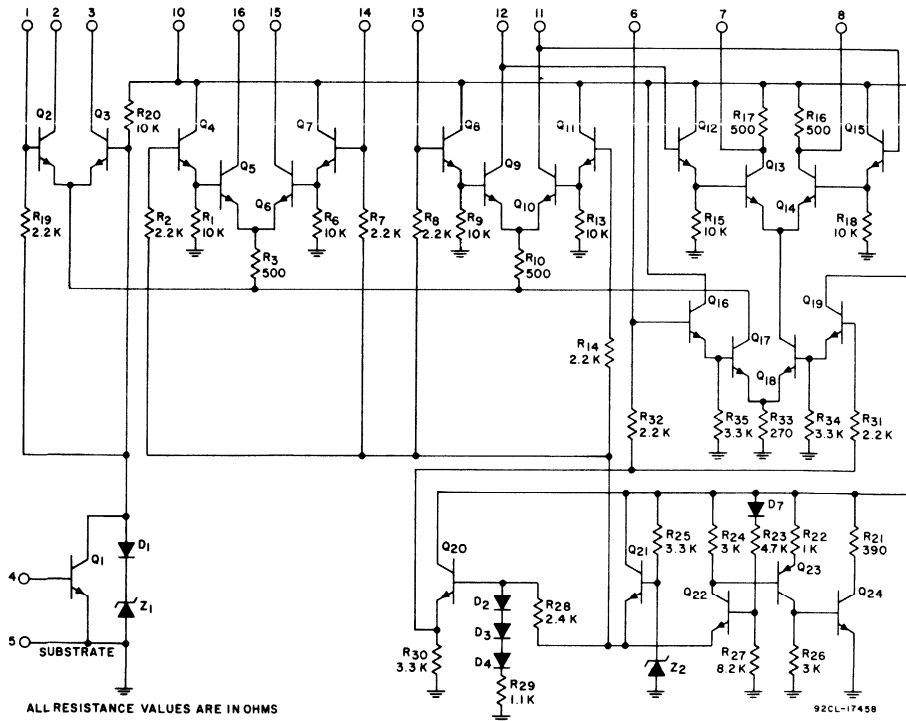 1 2 3 10 16 15 14 13 12 11 6 7 8
Q2 Q3 R20 10 K Q4 Q7 Q8 Q11 Q12 R17 500 R16 500 Q15
Q5 Q9 Q13
Q6 Q10 Q14
R19 2.2 K R2 2.2 K R1 10 K R6 10 K R7 2.2 K R8 2.2 K R9 10 K R13 10 K R15 10 K R18 10 K
R3 500 R10 500
Q16 Q19
Q17
R14 2.2 K Q18
R32 2.2 K R35 3.3 K R33 270 R34 3.3 K R31 2.2 K
D7
Q1 D1 Q20 Q21 R25 3.3 K R24 3 K R23 4.7 K R22 1 K R21 390
Q23
4 Z1 D2 R28 2.4 K Q22 Q24
D3
5 SUBSTRATE R30 3.3 K D4 Z2 R27 8.2 K R26 3 K
R29 1.1 K
ALL RESISTANCE VALUES ARE IN OHMS
92CL-17458